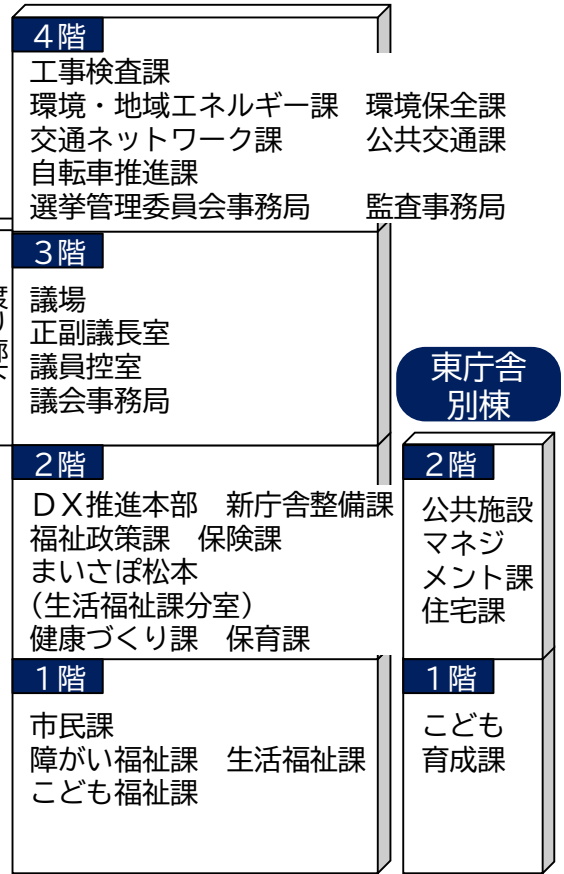 4階
工事検査課
環境・地域エネルギー課　環境保全課
交通ネットワーク課　公共交通課
自転車推進課
選挙管理委員会事務局　監査事務局
3階
議場
正副議長室
議員控室
議会事務局
2階
DX推進本部　新庁舎整備課
福祉政策課　保険課
まいさぽ松本
(生活福祉課分室)
健康づくり課　保育課
1階
市民課
障がい福祉課　生活福祉課
こども福祉課
東庁舎
別棟
2階
公共施設
マネジ
メント課
住宅課
1階
こども
育成課